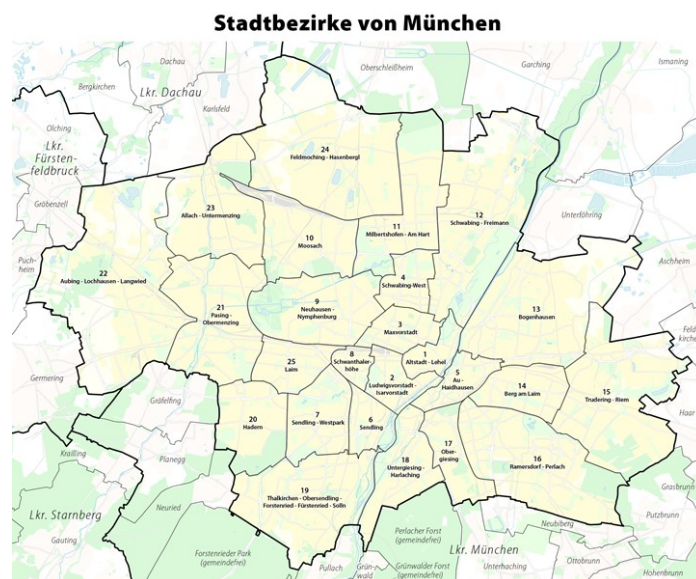 Stadtbezirke von München
Dachau
Oberschleißheim
Garching
Ismaning
Bergkirchen
Lkr. Dachau
Karlsfeld
Olching
Lkr.
Fürsten-
feldbruck
24
Feldmoching - Hasenbergl
Gröbenzell
23
Allach - Untermenzing
12
Schwabing - Freimann
Unterföhring
11
Milbertshofen - Am Hart
10
Moosach
Puch-
heim
Aschheim
22
Aubing - Lochhausen - Langwied
4
Schwabing-West
9
Neuhausen -
Nymphenburg
21
Pasing -
Obermenzing
13
Bogenhausen
3
Maxvorstadt
Feld-
kirchen
8
Schwanthaler-
höhe
1
Altstadt - Lehel
25
Laim
5
Au -
Haidhausen
Germering
2
Ludwigsvorstadt -
Isarvorstadt
14
Berg am Laim
15
Trudering - Riem
Gräfelfing
Haar
20
Hadern
7
Sendling - Westpark
6
Sendling
17
Ober-
giesing
Krailling
Planegg
18
Untergiesing -
Harlaching
16
Ramersdorf - Perlach
19
Thalkirchen - Obersendling -
Forstenried - Fürstenried - Solln
Grasbrunn
Neuried
Lkr. Starnberg
Putzbrunn
Neubiberg
Perlacher Forst
(gemeindefrei)
Gauting
Forstenrieder Park
(gemeindefrei)
Pullach
Grün-
wald
Grünwalder Forst
(gemeindefrei)
Lkr. München
Unterhaching
Ottobrunn
Hohenbrunn